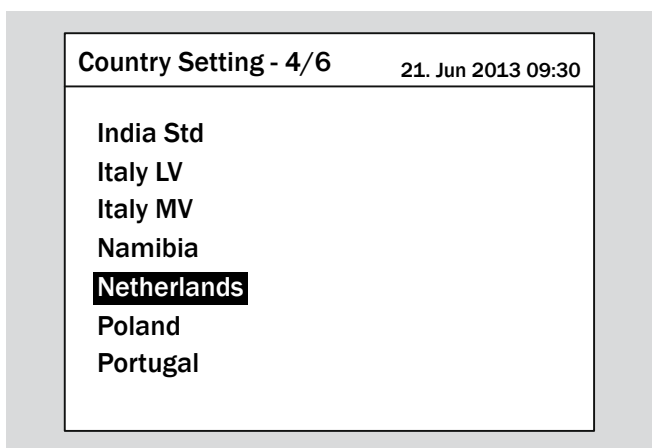 Country Setting - 4/6 21. Jun 2013 09:30
India Std
Italy LV
Italy MV
Namibia
Netherlands
Poland
Portugal